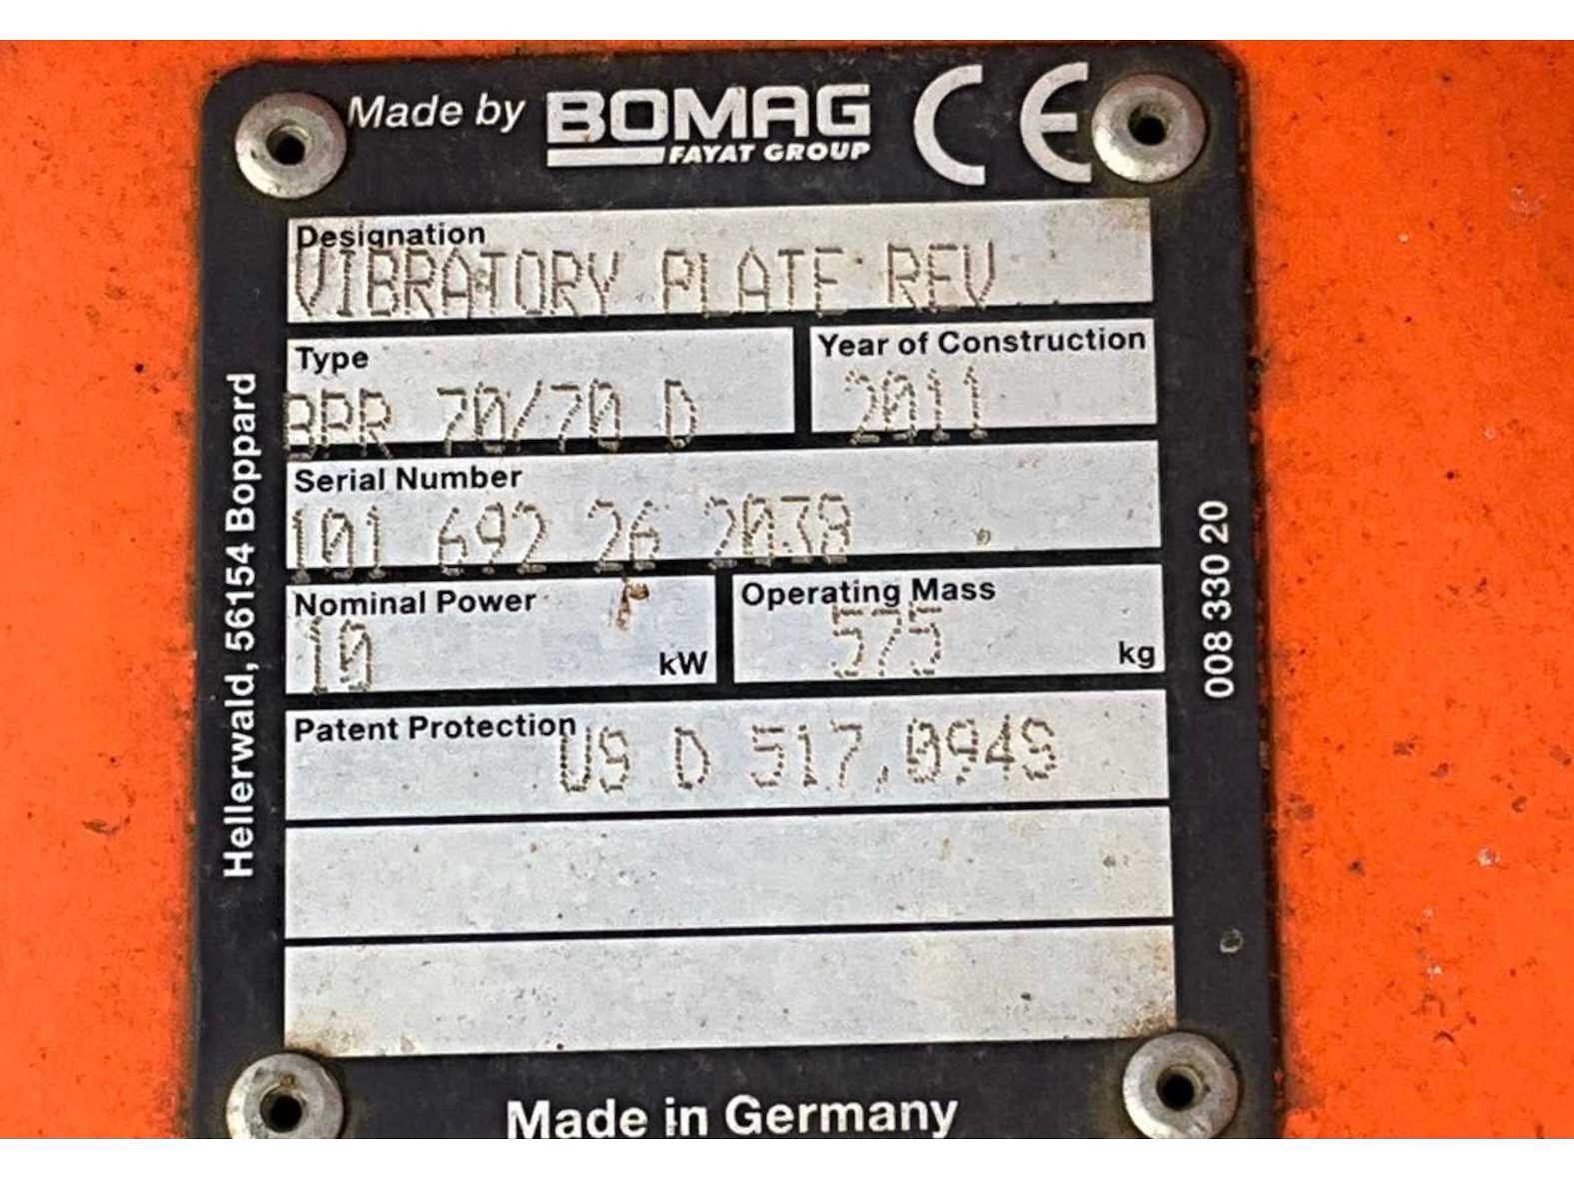 Made by BOMAG CE
FAYAT GROUP
Designation
VIBRATORY PLATE REV
Type
BPR 70/70 D
Year of Construction
2011
Serial Number
101 692 26 2038
Nominal Power
10 kW
Operating Mass
575 kg
Patent Protection
US D 517,094S
Hellerwald, 56154 Boppard
008 330 20
Made in Germany